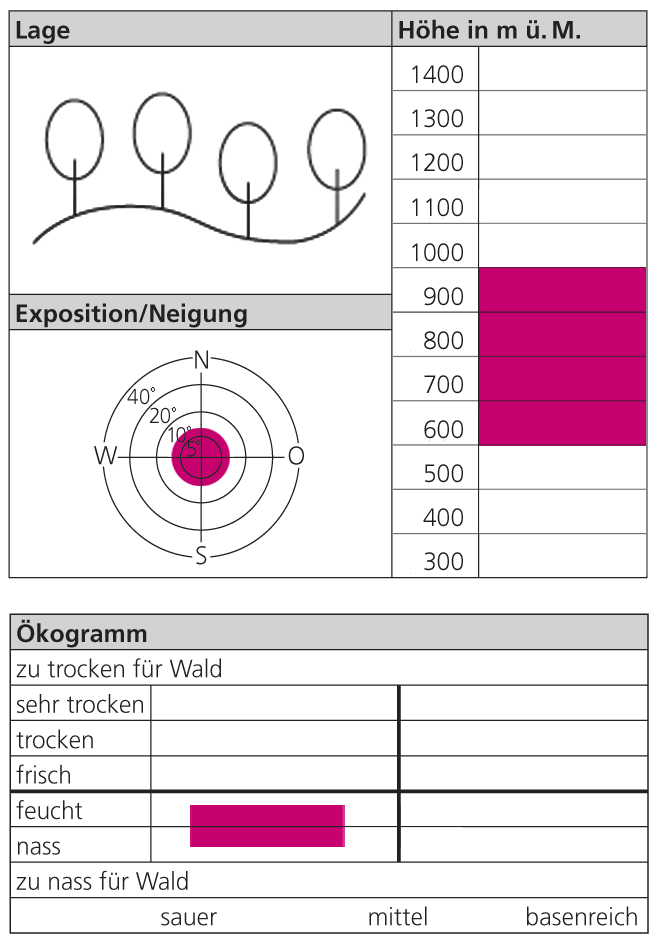 Lage
Höhe in m ü. M.
1400
1300
1200
1100
1000
900
800
700
600
500
400
300
Exposition/Neigung
N
40°
20°
10°
5°
W
O
S
Ökogramm
zu trocken für Wald
sehr trocken
trocken
frisch
feucht
nass
zu nass für Wald
sauer mittel basenreich